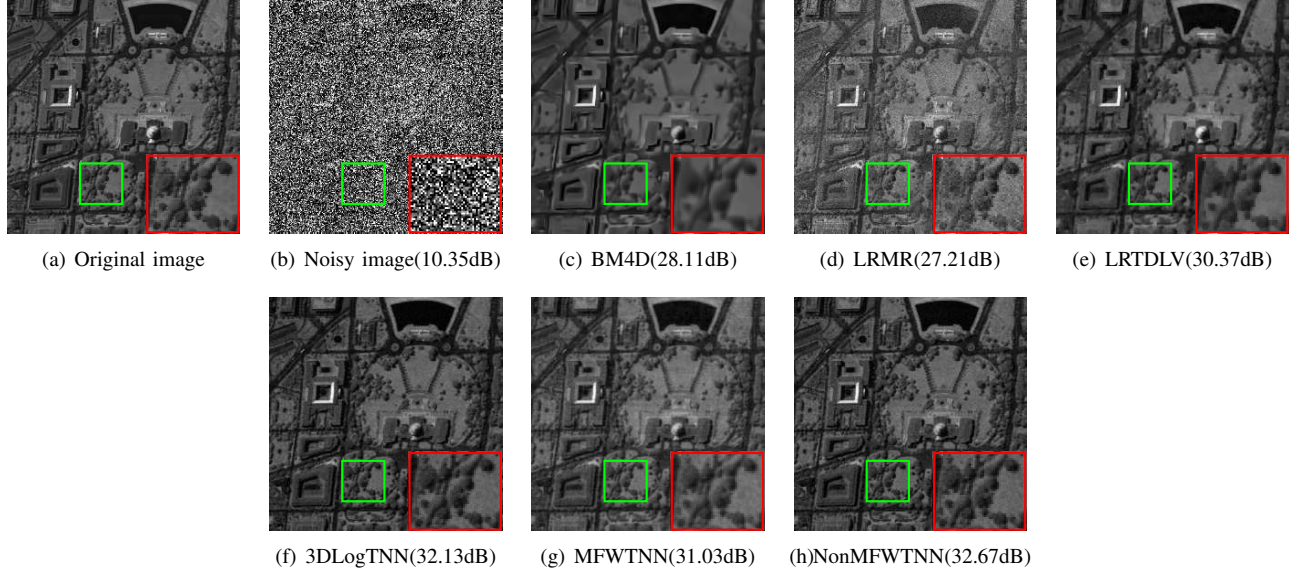 (a) Original image
(b) Noisy image(10.35dB)
(c) BM4D(28.11dB)
(d) LRMR(27.21dB)
(e) LRTDLV(30.37dB)
(f) 3DLogTNN(32.13dB)
(g) MFWTNN(31.03dB)
(h)NonMFWTNN(32.67dB)